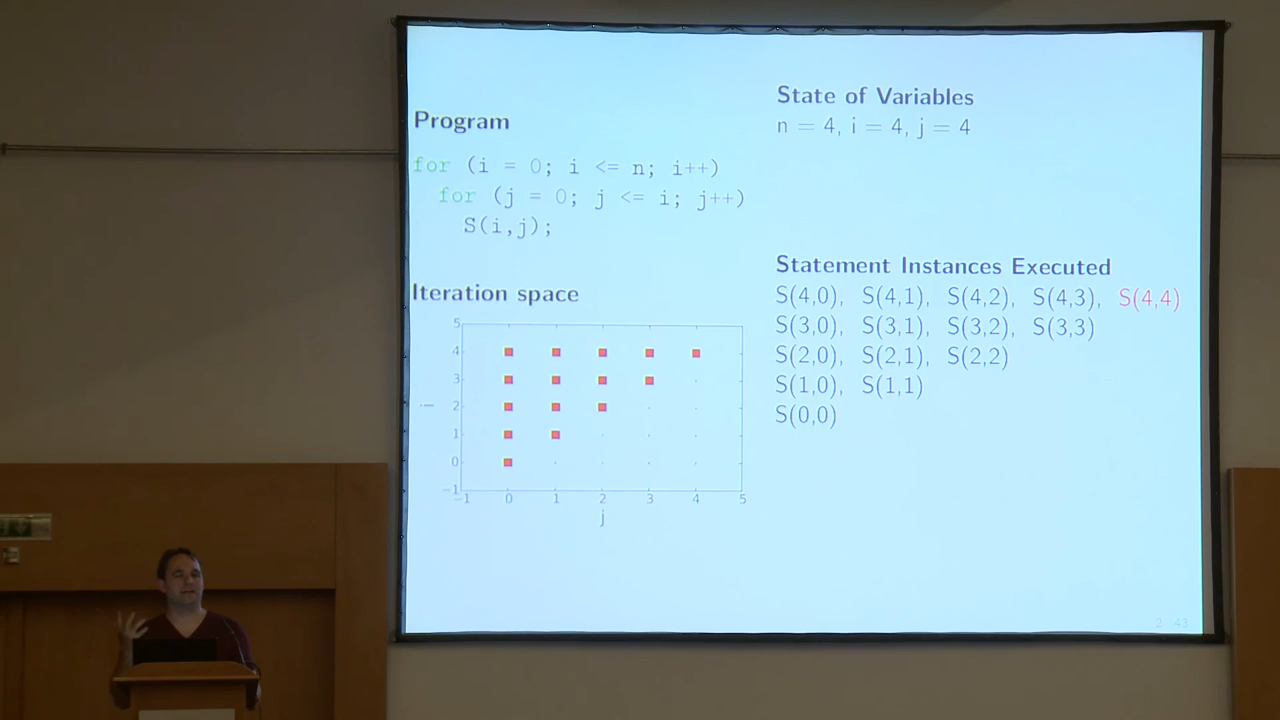 Program
for (i = 0; i <= n; i++)
for (j = 0; j <= i; j++)
S(i,j);
Iteration space
5
4
3
2
1
0
−1
i
−1 0 1 2 3 4 5
j
State of Variables
n = 4, i = 4, j = 4
Statement Instances Executed
S(4,0), S(4,1), S(4,2), S(4,3), S(4,4)
S(3,0), S(3,1), S(3,2), S(3,3)
S(2,0), S(2,1), S(2,2)
S(1,0), S(1,1)
S(0,0)
2 43